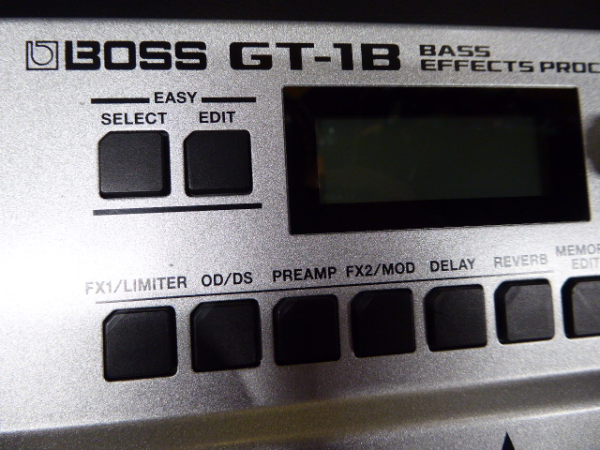 BOSS GT-1B BASS
EFFECTS PROC
EASY
SELECT EDIT
FX1/LIMITER OD/DS PREAMP FX2/MOD DELAY REVERB MEMOR
EDIT